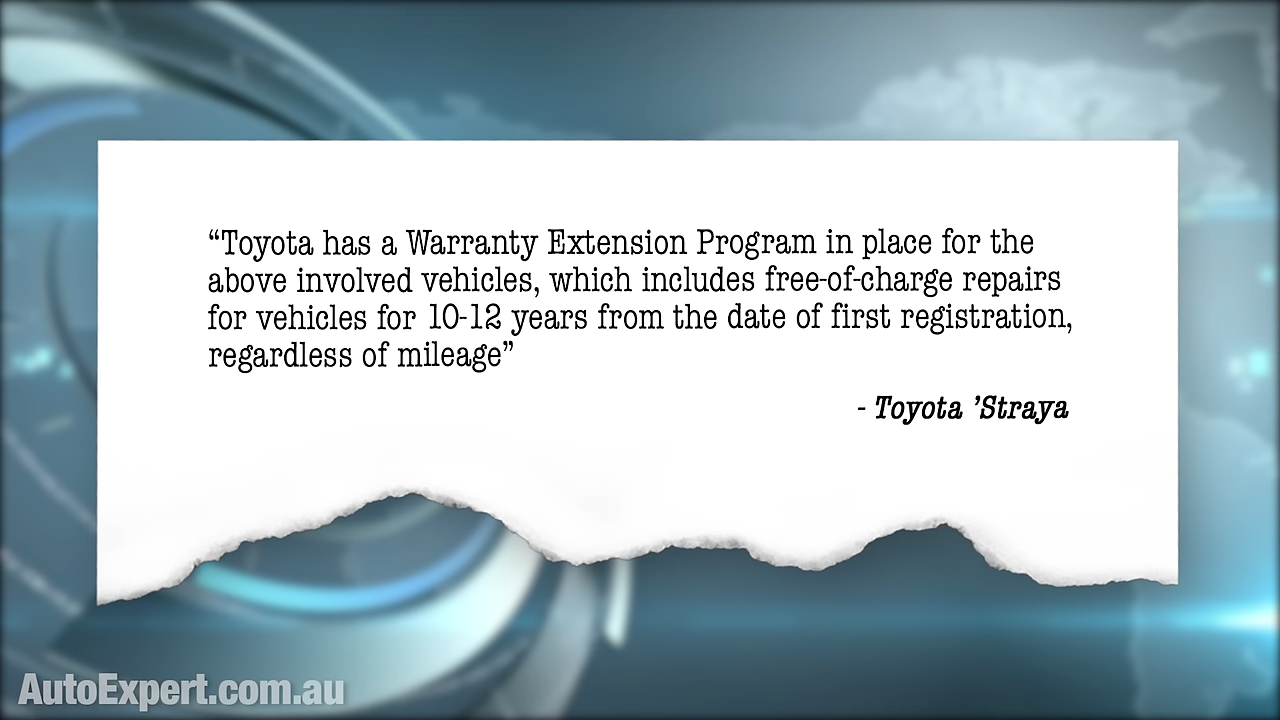 “Toyota has a Warranty Extension Program in place for the
above involved vehicles, which includes free-of-charge repairs
for vehicles for 10-12 years from the date of first registration,
regardless of mileage”
- Toyota ’Straya
AutoExpert.com.au